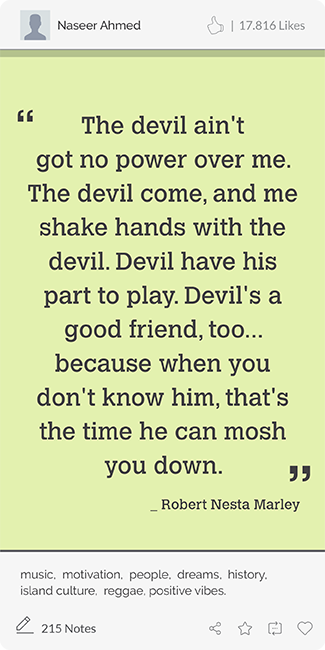 Naseer Ahmed | 17.816 Likes
“ The devil ain't
got no power over me.
The devil come, and me
shake hands with the
devil. Devil have his
part to play. Devil's a
good friend, too...
because when you
don't know him, that's
the time he can mosh
you down. ”
_ Robert Nesta Marley
music, motivation, people, dreams, history,
island culture, reggae, positive vibes.
215 Notes